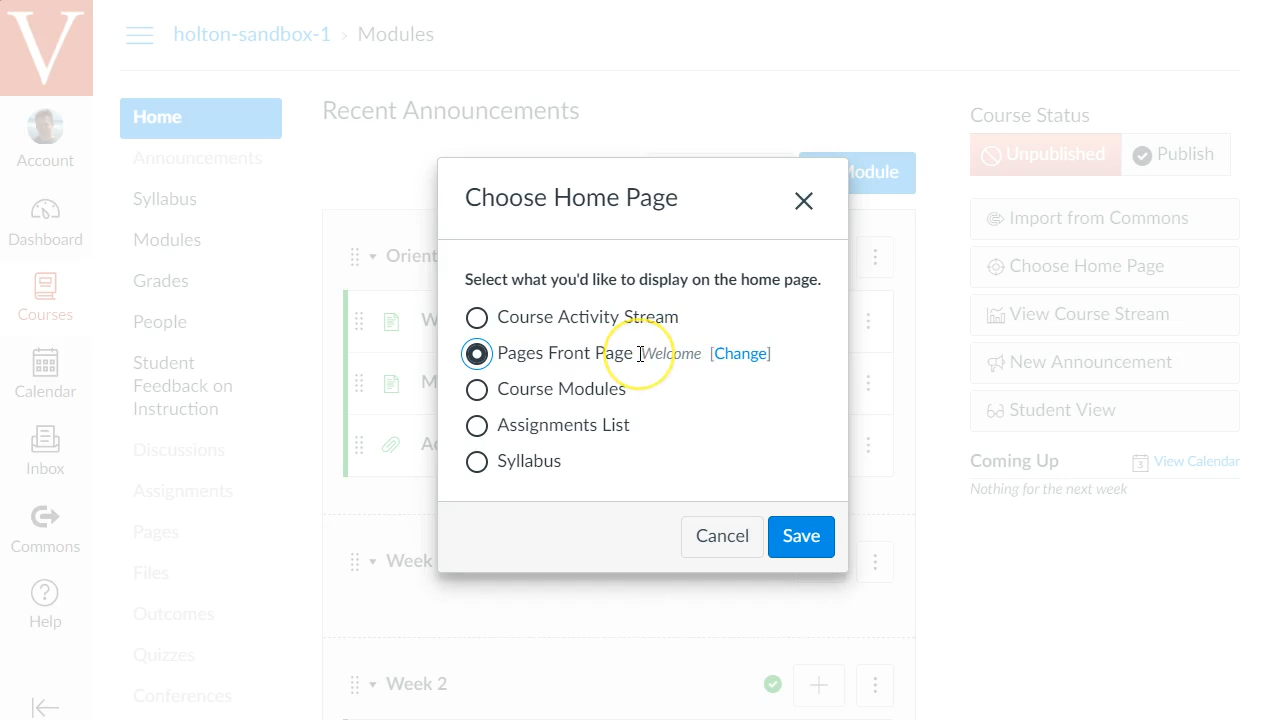 V
holton-sandbox-1 › Modules
Account
Dashboard
Courses
Calendar
Inbox
Commons
Help
Home
Announcements
Syllabus
Modules
Grades
People
Student
Feedback on
Instruction
Discussions
Assignments
Pages
Files
Outcomes
Quizzes
Conferences
Recent Announcements
Module
Orient
W
M
Week
Week 2
Choose Home Page
Select what you'd like to display on the home page.
Course Activity Stream
Pages Front Page Welcome [Change]
Course Modules
Assignments List
Syllabus
Cancel
Save
Course Status
Unpublished
Publish
Import from Commons
Choose Home Page
View Course Stream
New Announcement
Student View
Coming Up
3 View Calendar
Nothing for the next week